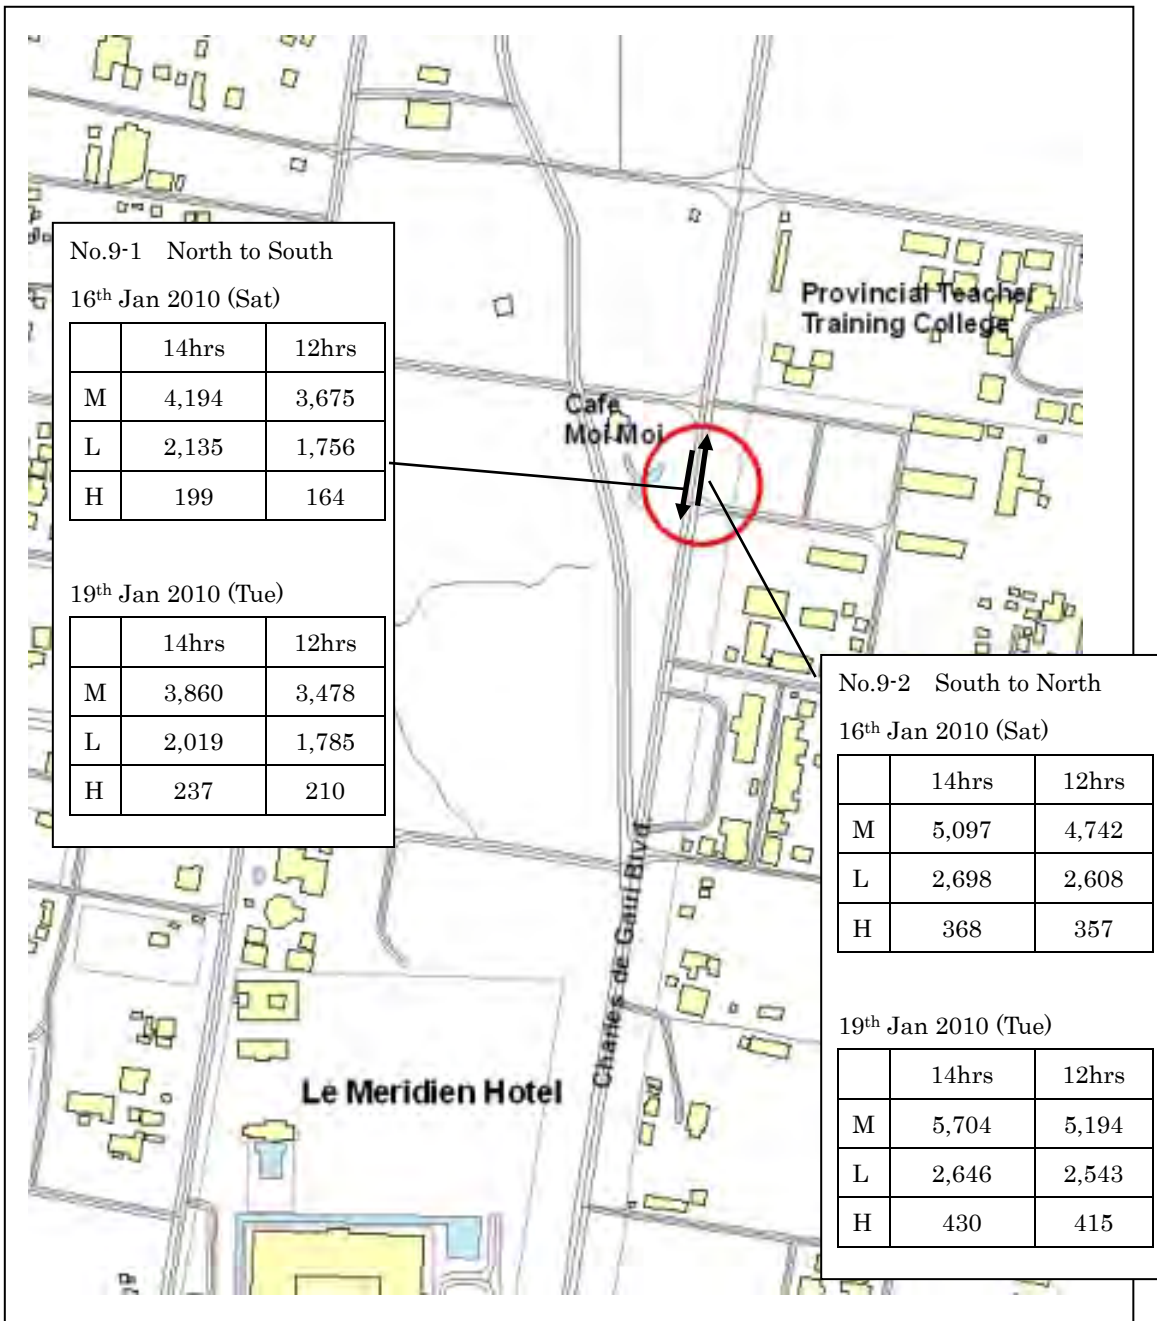 No.9-1 North to South
16th Jan 2010 (Sat)
14hrs 12hrs
M 4,194 3,675
L 2,135 1,756
H 199 164
19th Jan 2010 (Tue)
14hrs 12hrs
M 3,860 3,478
L 2,019 1,785
H 237 210
Provincial Teacher
Training College
Cafe
Moi Moi
No.9-2 South to North
16th Jan 2010 (Sat)
14hrs 12hrs
M 5,097 4,742
L 2,698 2,608
H 368 357
19th Jan 2010 (Tue)
14hrs 12hrs
M 5,704 5,194
L 2,646 2,543
H 430 415
Charles de Gaul Blvd
Le Meridien Hotel